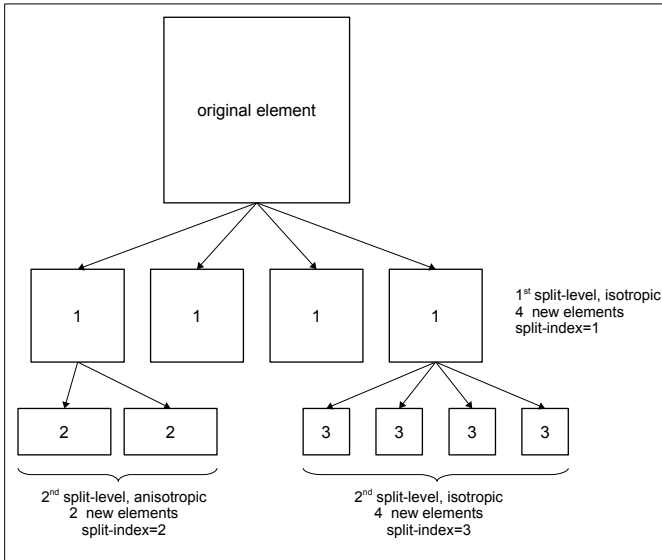 original element
1 1 1 1
1st split-level, isotropic
4 new elements
split-index=1
2 2 3 3 3 3
2nd split-level, anisotropic
2 new elements
split-index=2
2nd split-level, isotropic
4 new elements
split-index=3